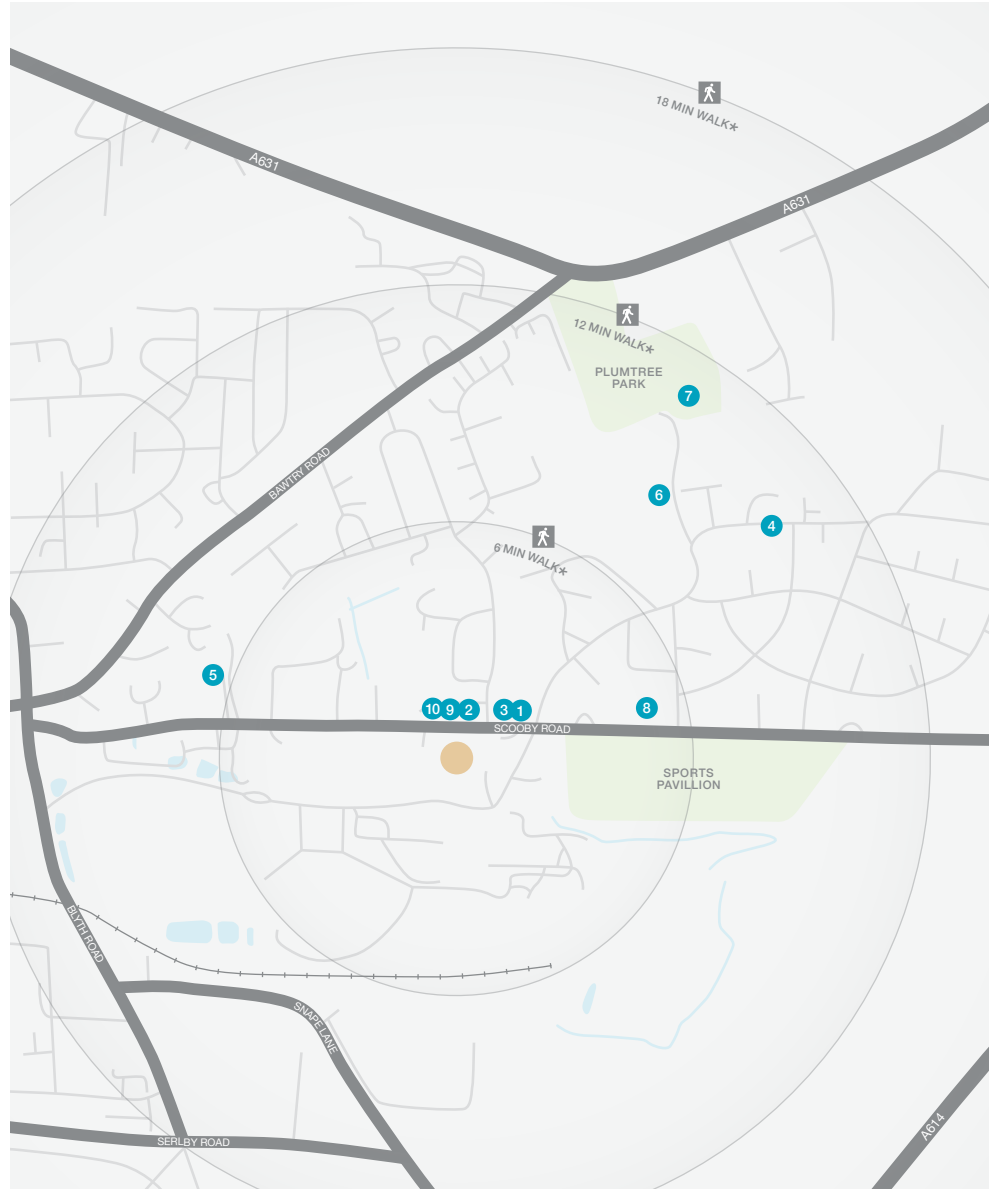 18 MIN WALK*
A631
A631
12 MIN WALK*
PLUMTREE
PARK
7
BAWTRY ROAD
6
4
6 MIN WALK*
5
10 9 2 3 1 8
SCOOBY ROAD
SPORTS
PAVILLION
BLYTH ROAD
SNAPE LANE
SERLBY ROAD
A614